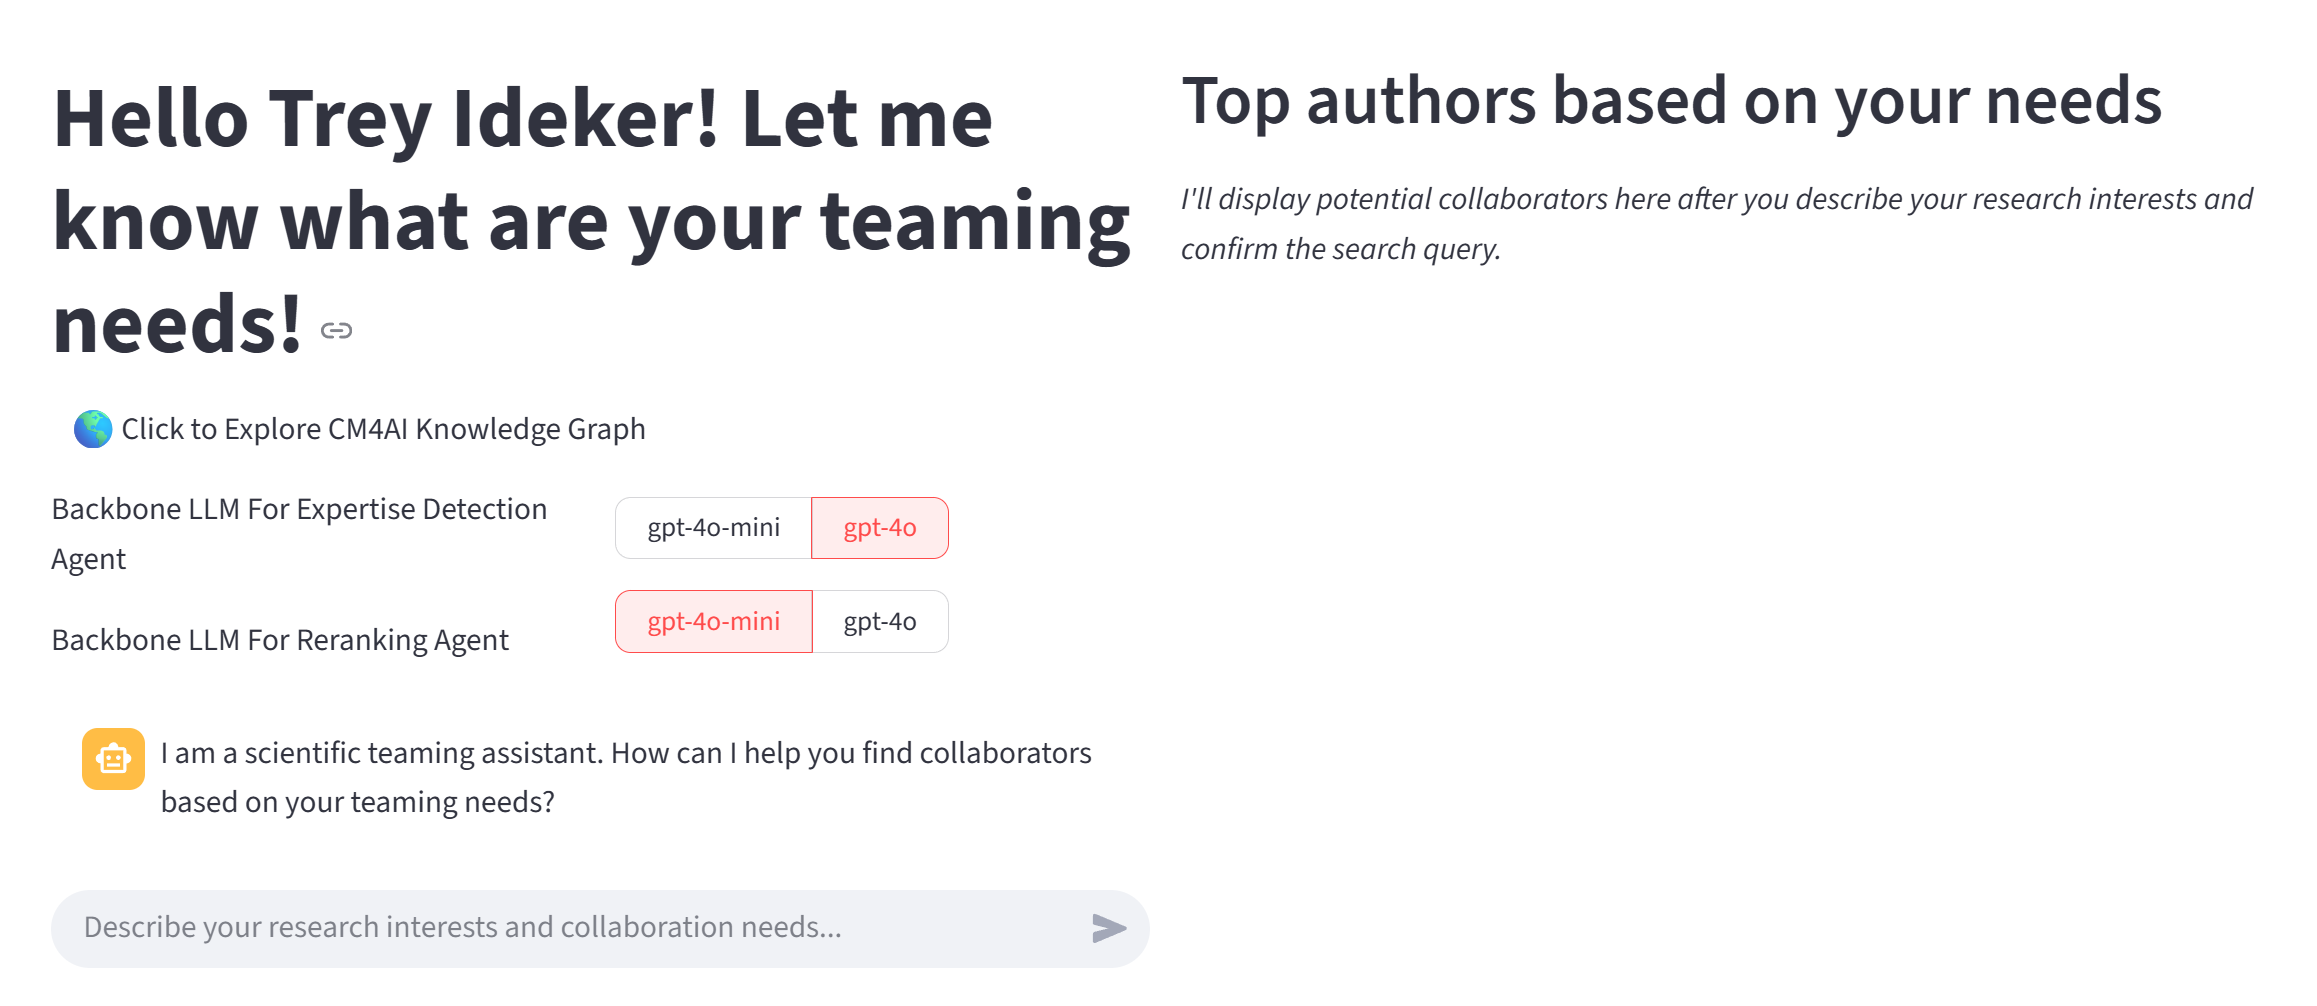 Hello Trey Ideker! Let me
know what are your teaming
needs!
Click to Explore CM4AI Knowledge Graph
Backbone LLM For Expertise Detection
Agent
gpt-4o-mini
gpt-4o
Backbone LLM For Reranking Agent
gpt-4o-mini
gpt-4o
I am a scientific teaming assistant. How can I help you find collaborators
based on your teaming needs?
Describe your research interests and collaboration needs...
Top authors based on your needs
I'll display potential collaborators here after you describe your research interests and
confirm the search query.